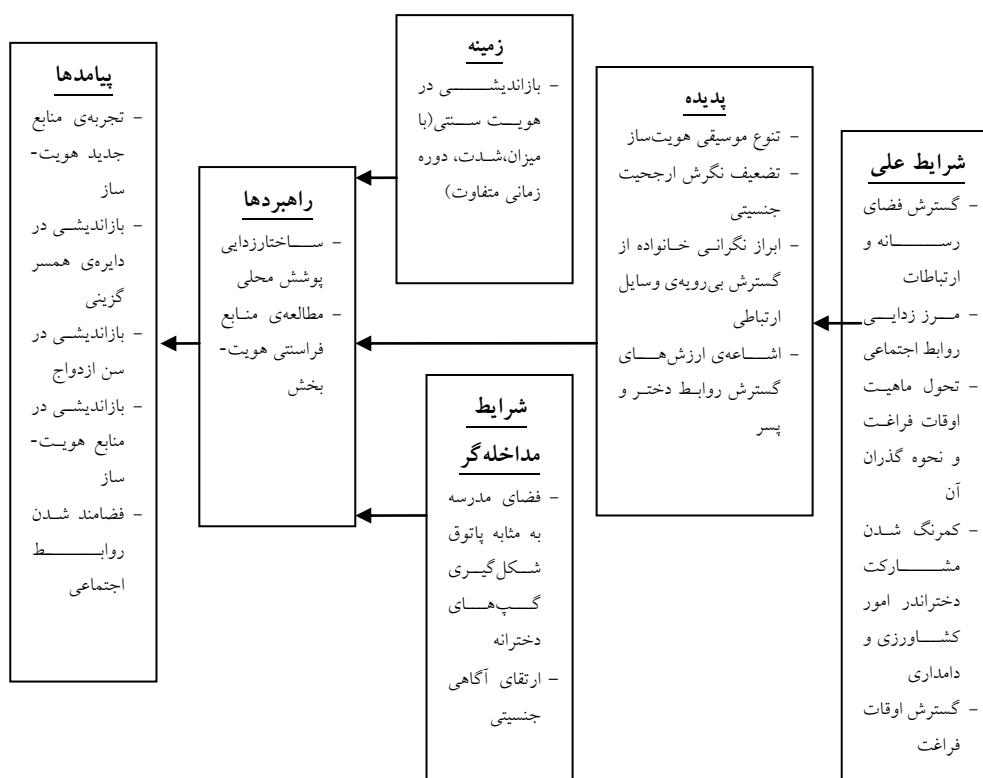 شرایط علی
- گسترش فضای
رسانه و
ارتباطات
- مرز زدایی
روابط اجتماعی
- تحول ماهیت
اوقات فراغت
و نحوه گذران
آن
- کمرنگ شدن
مشارکت
دختراندر امور
کشاورزی و
دامداری
- گسترش اوقات
فراغت
پدیده
- تنوع موسیقی هویت‌ساز
- تضعیف نگرش ارجحیت
جنسیتی
- ابراز نگرانی خانواده از
گسترش بی‌رویه‌ی وسایل
ارتباطی
- اشاعه‌ی ارزش‌های
گسترش روابط دختر و
پسر
زمینه
- بازاندیشی در
هویت سنتی(با
میزان،شدت، دوره
زمانی متفاوت)
شرایط
مداخله‌گر
- فضای مدرسه
به مثابه پاتوق
شکل‌گیری
گپ‌های
دخترانه
- ارتقای آگاهی
جنسیتی
راهبردها
- ساختارزدایی
پوشش محلی
- مطالعه‌ی منابع
فراسنتی هویت-
بخش
پیامدها
- تجربه‌ی منابع
جدید هویت-
ساز
- بازاندیشی در
دایره‌ی همسر
گزینی
- بازاندیشی در
سن ازدواج
- بازاندیشی در
منابع هویت-
ساز
- فضامند شدن
روابط
اجتماعی